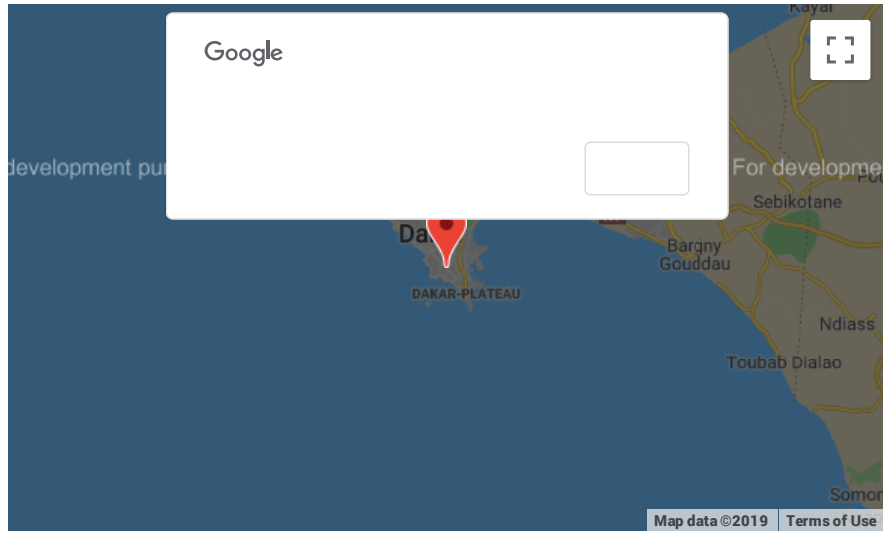 Kayar
Google
development pu
For developme
Sebikotane
Da
Bargny
Gouddau
DAKAR-PLATEAU
Ndiass
Toubab Dialao
Somon
Map data ©2019
Terms of Use